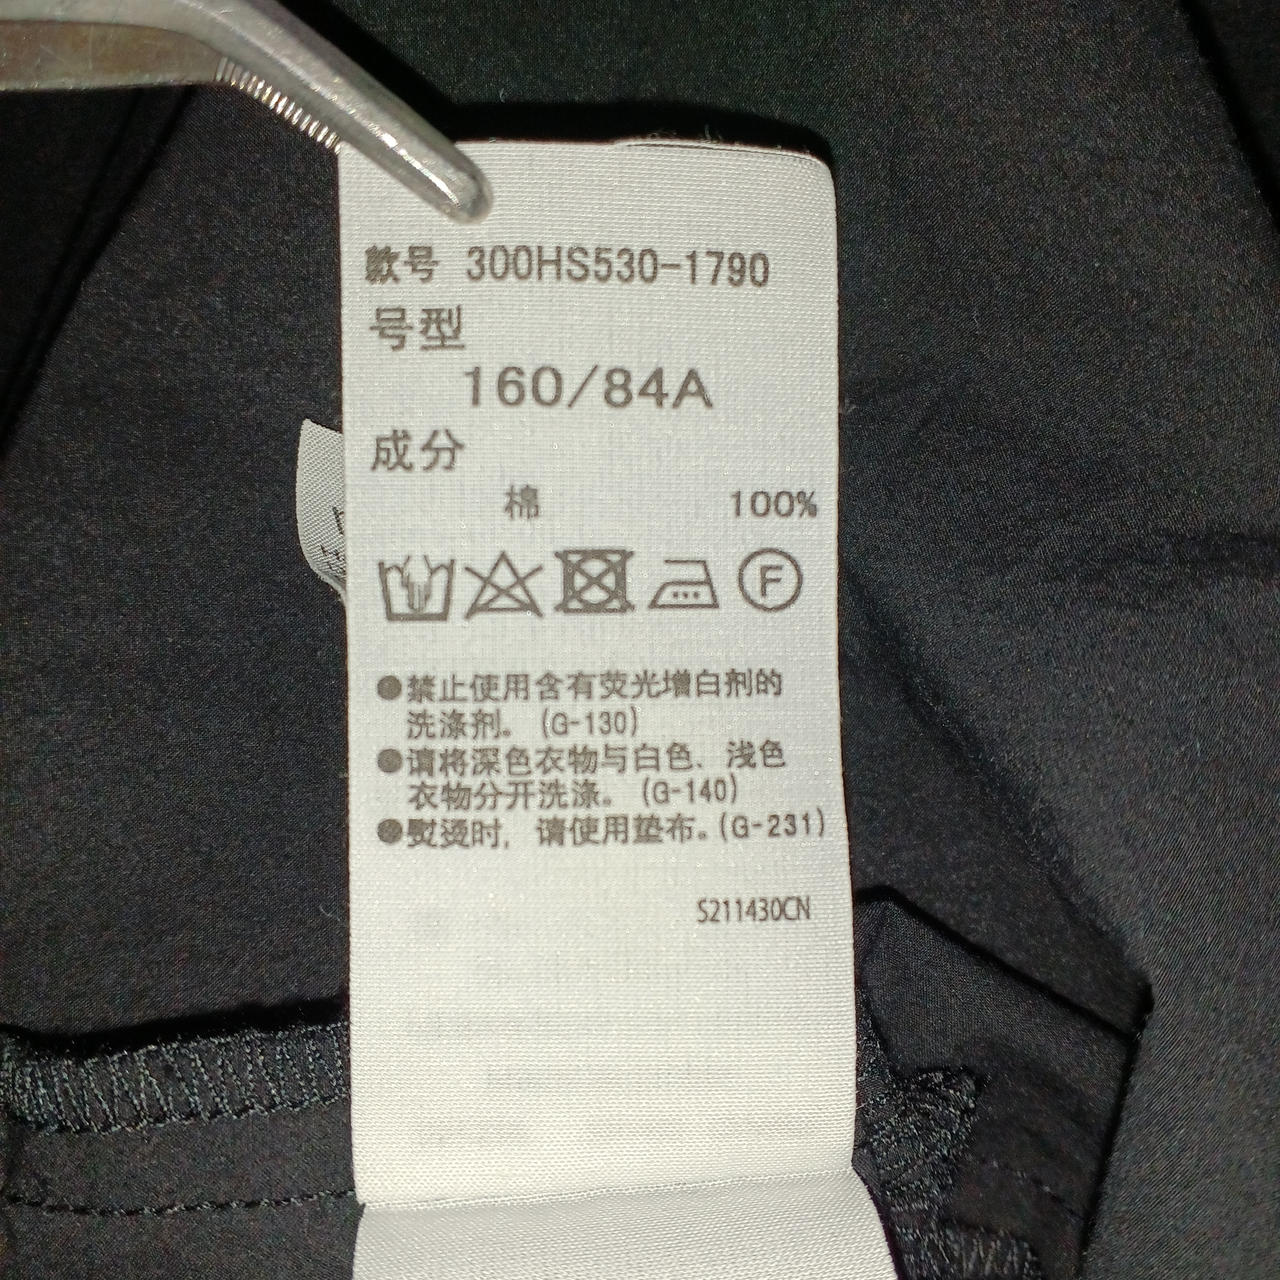 款号 300HS530-1790
号型
160/84A
成分
棉 100%
F
●禁止使用含有荧光增白剂的
洗涤剂。(G-130)
●请将深色衣物与白色、浅色
衣物分开洗涤。(G-140)
●熨烫时, 请使用垫布。(G-231)
S211430CN